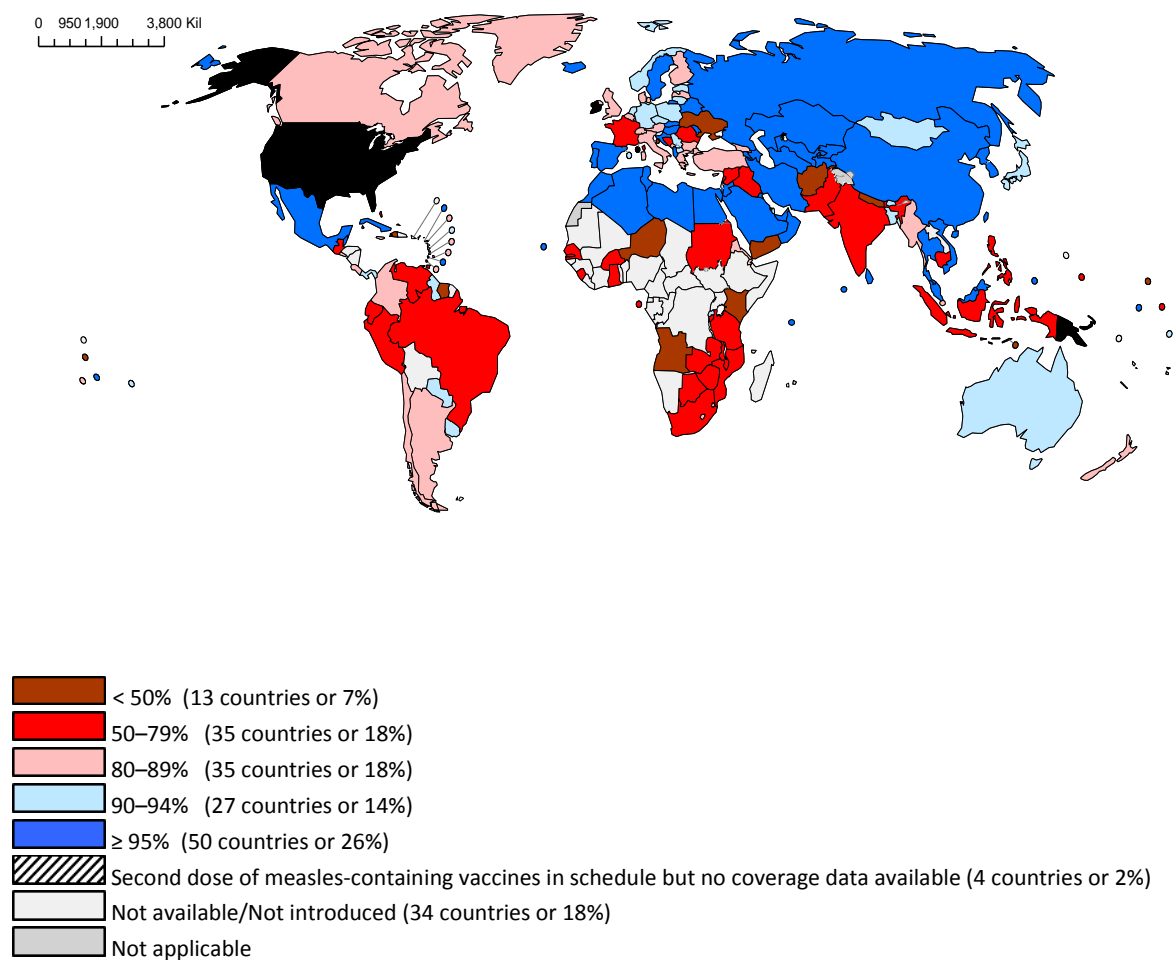 0 950 1,900 3,800 Kil
< 50% (13 countries or 7%)
50–79% (35 countries or 18%)
80–89% (35 countries or 18%)
90–94% (27 countries or 14%)
≥ 95% (50 countries or 26%)
Second dose of measles-containing vaccines in schedule but no coverage data available (4 countries or 2%)
Not available/Not introduced (34 countries or 18%)
Not applicable